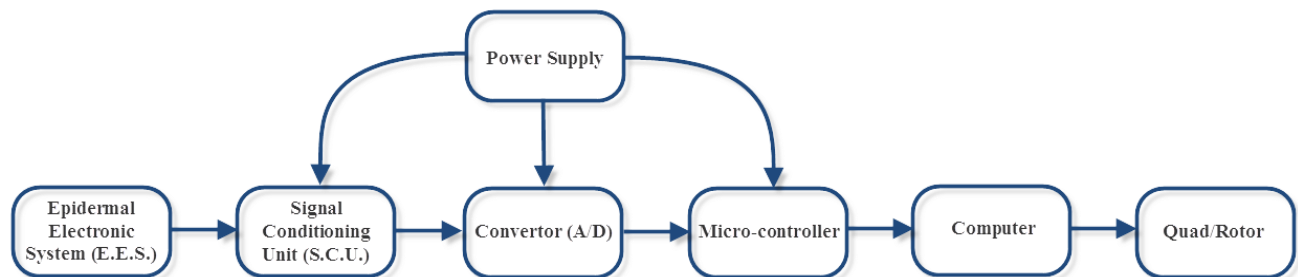 Power Supply
Epidermal
Electronic
System (E.E.S.)
Signal
Conditioning
Unit (S.C.U.)
Convertor (A/D)
Micro-controller
Computer
Quad/Rotor